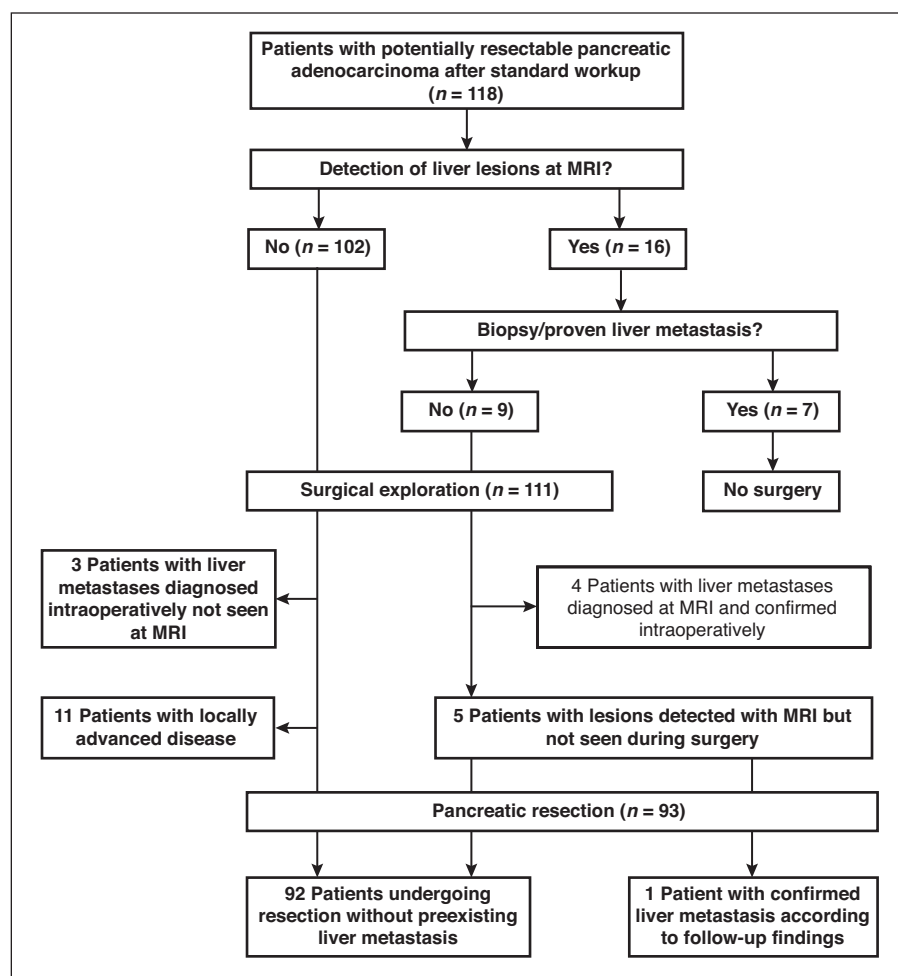 Patients with potentially resectable pancreatic
adenocarcinoma after standard workup
(n = 118)
Detection of liver lesions at MRI?
No (n = 102)
Yes (n = 16)
Biopsy/proven liver metastasis?
No (n = 9)
Yes (n = 7)
Surgical exploration (n = 111)
No surgery
3 Patients with liver
metastases diagnosed
intraoperatively not seen
at MRI
4 Patients with liver metastases
diagnosed at MRI and confirmed
intraoperatively
11 Patients with locally
advanced disease
5 Patients with lesions detected with MRI but
not seen during surgery
Pancreatic resection (n = 93)
92 Patients undergoing
resection without preexisting
liver metastasis
1 Patient with confirmed
liver metastasis according
to follow-up findings